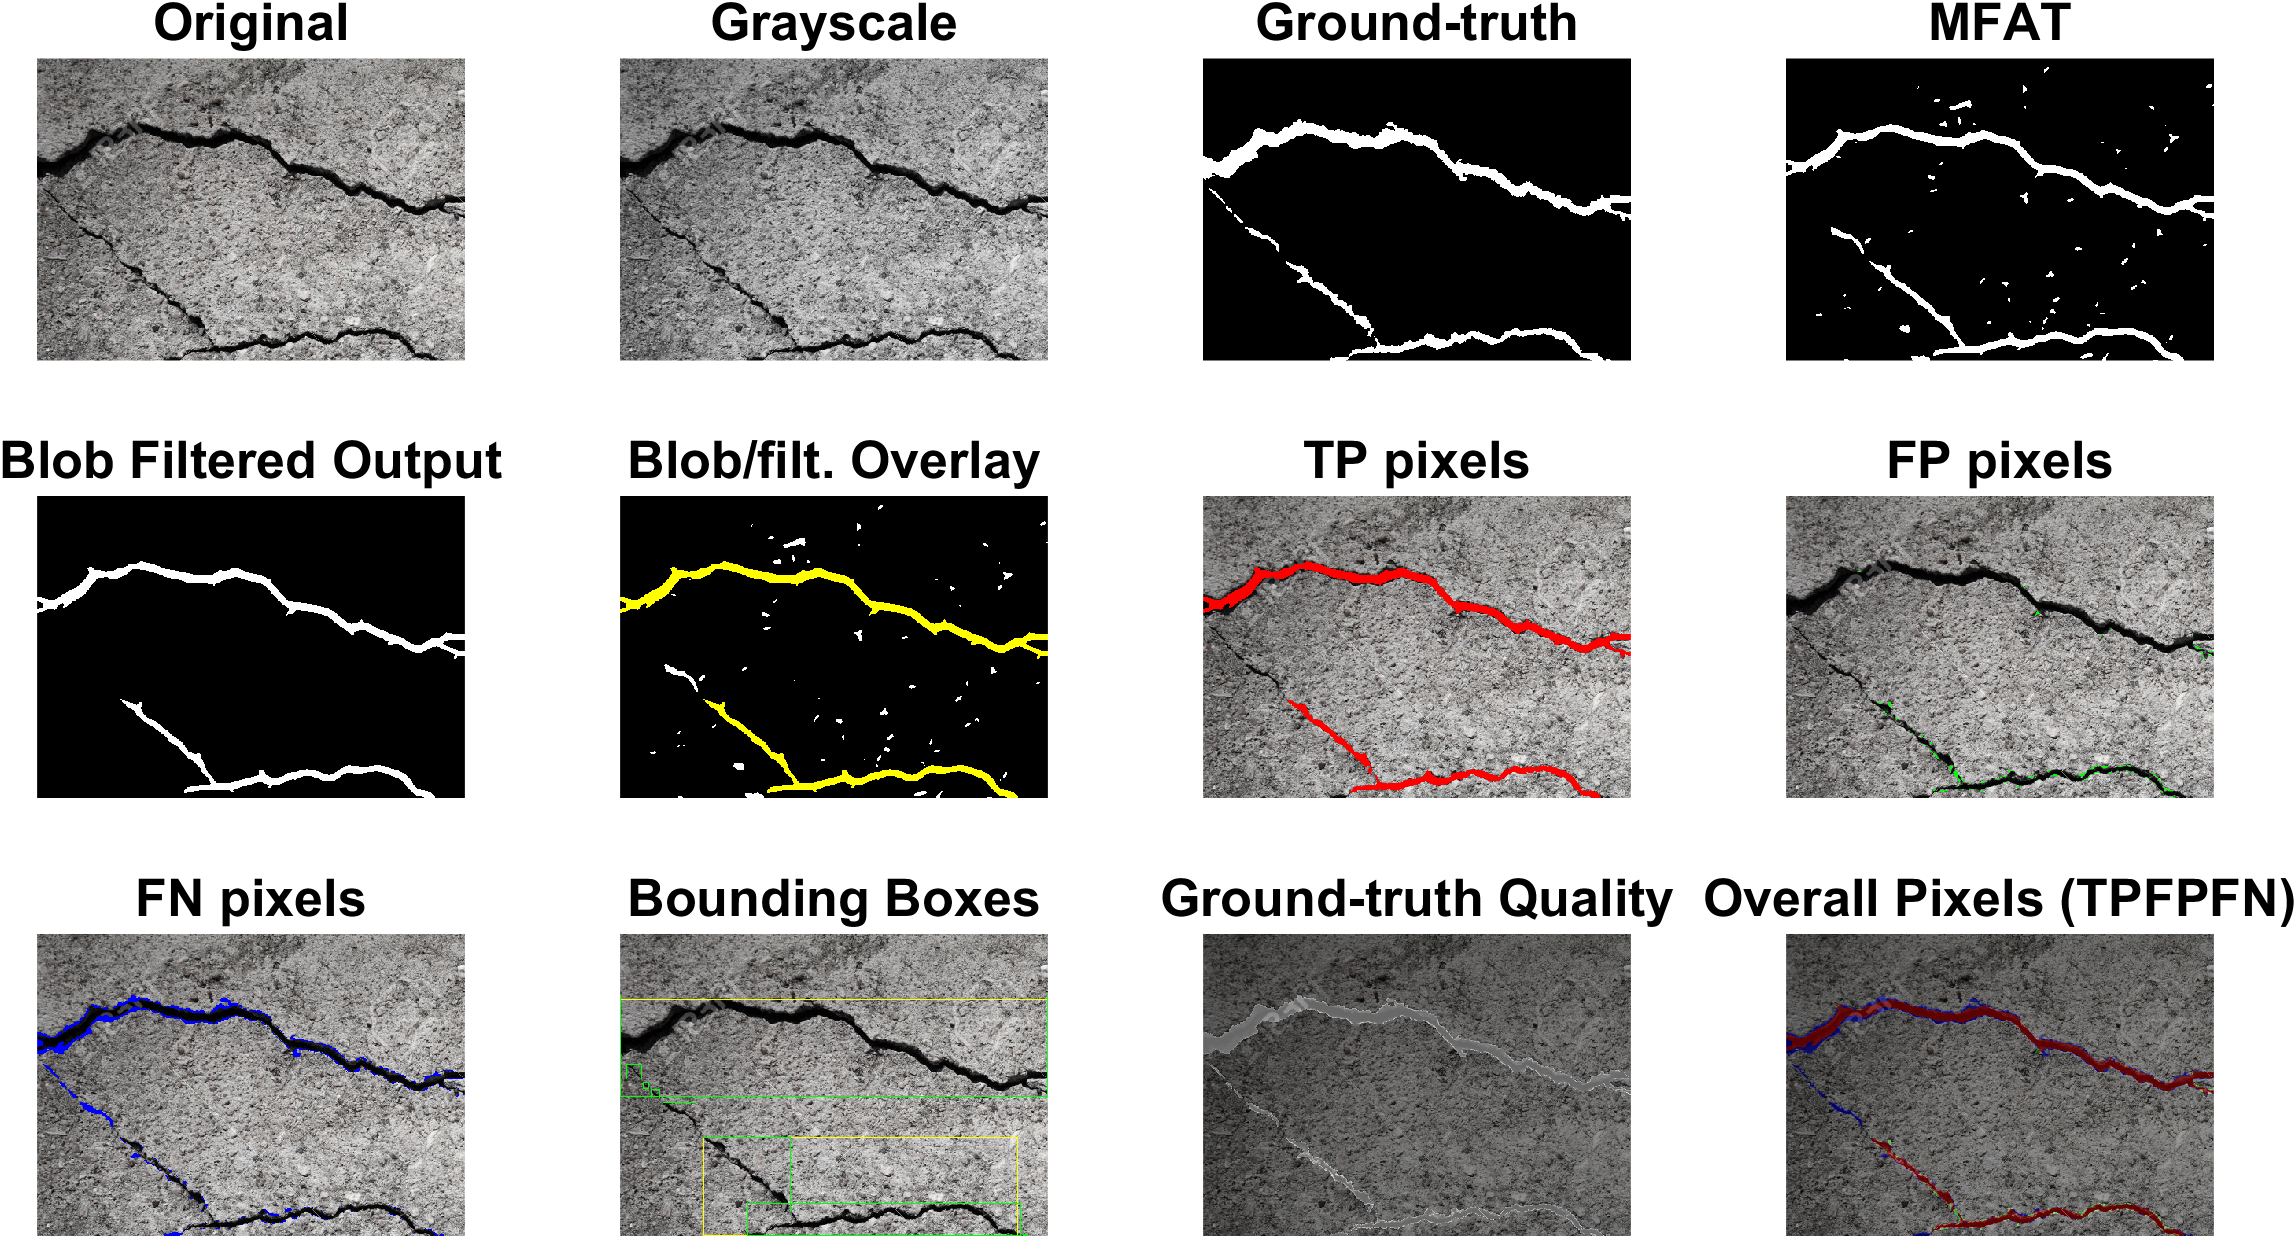 Original
Grayscale
Ground-truth
MFAT
Blob Filtered Output
Blob/filt. Overlay
TP pixels
FP pixels
FN pixels
Bounding Boxes
Ground-truth Quality
Overall Pixels (TPFPFN)